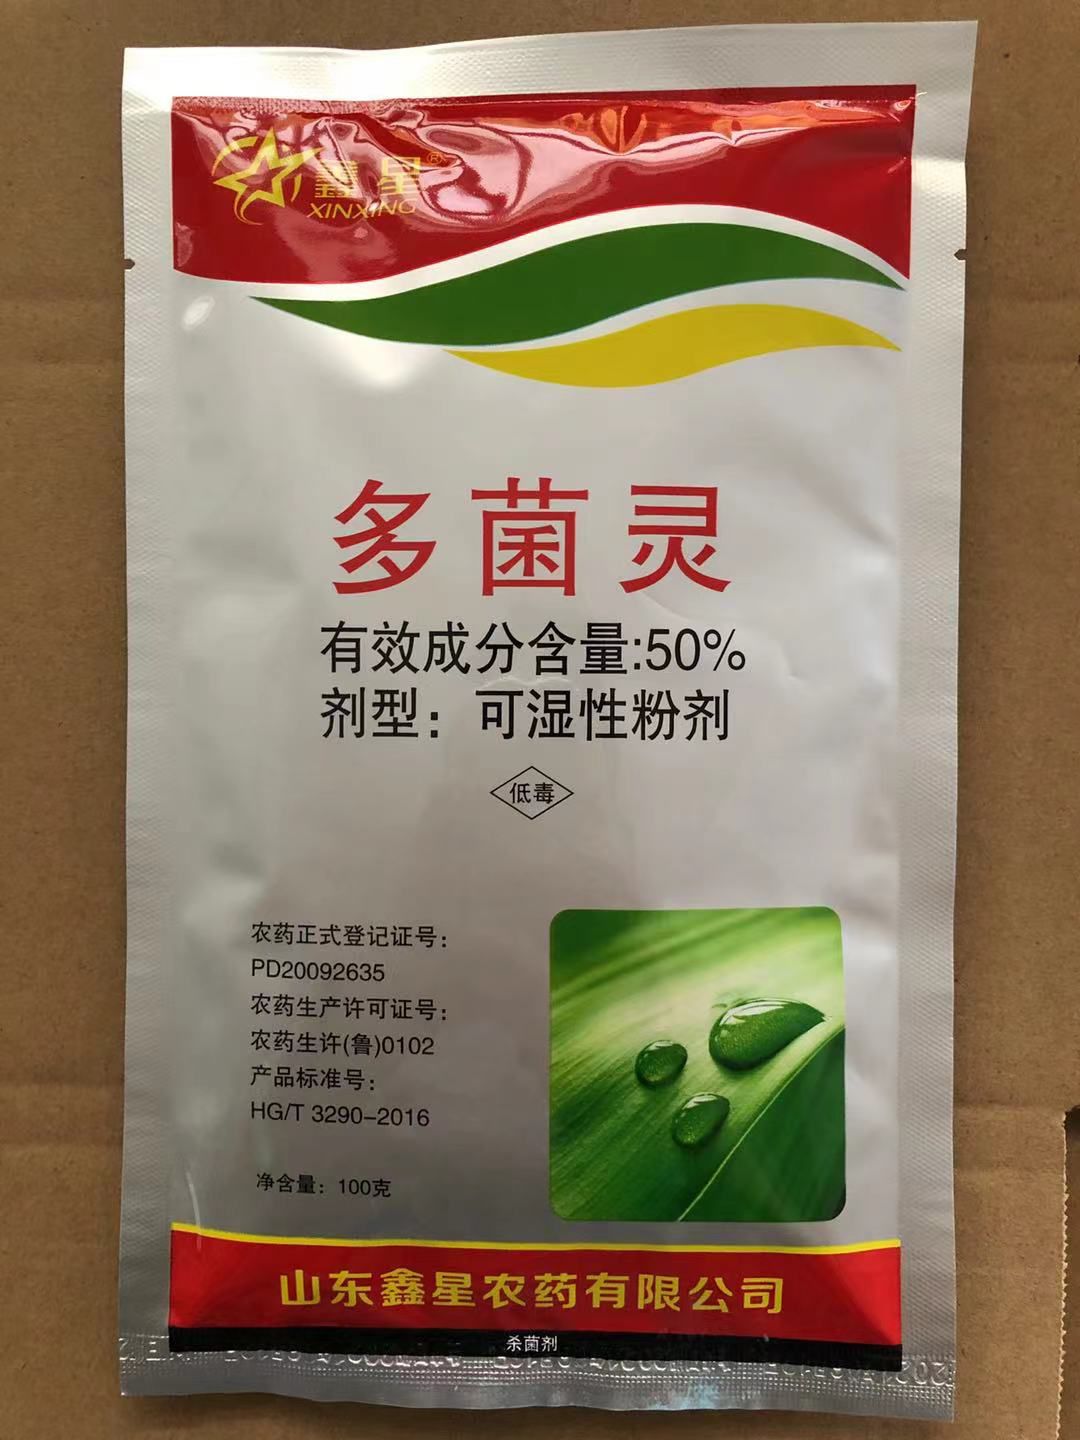 鑫星®
XINXING
多菌灵
有效成分含量:50%
剂型：可湿性粉剂
低毒
农药正式登记证号：
PD20092635
农药生产许可证号：
农药生许(鲁)0102
产品标准号：
HG/T 3290-2016
净含量：100克
山东鑫星农药有限公司
杀菌剂